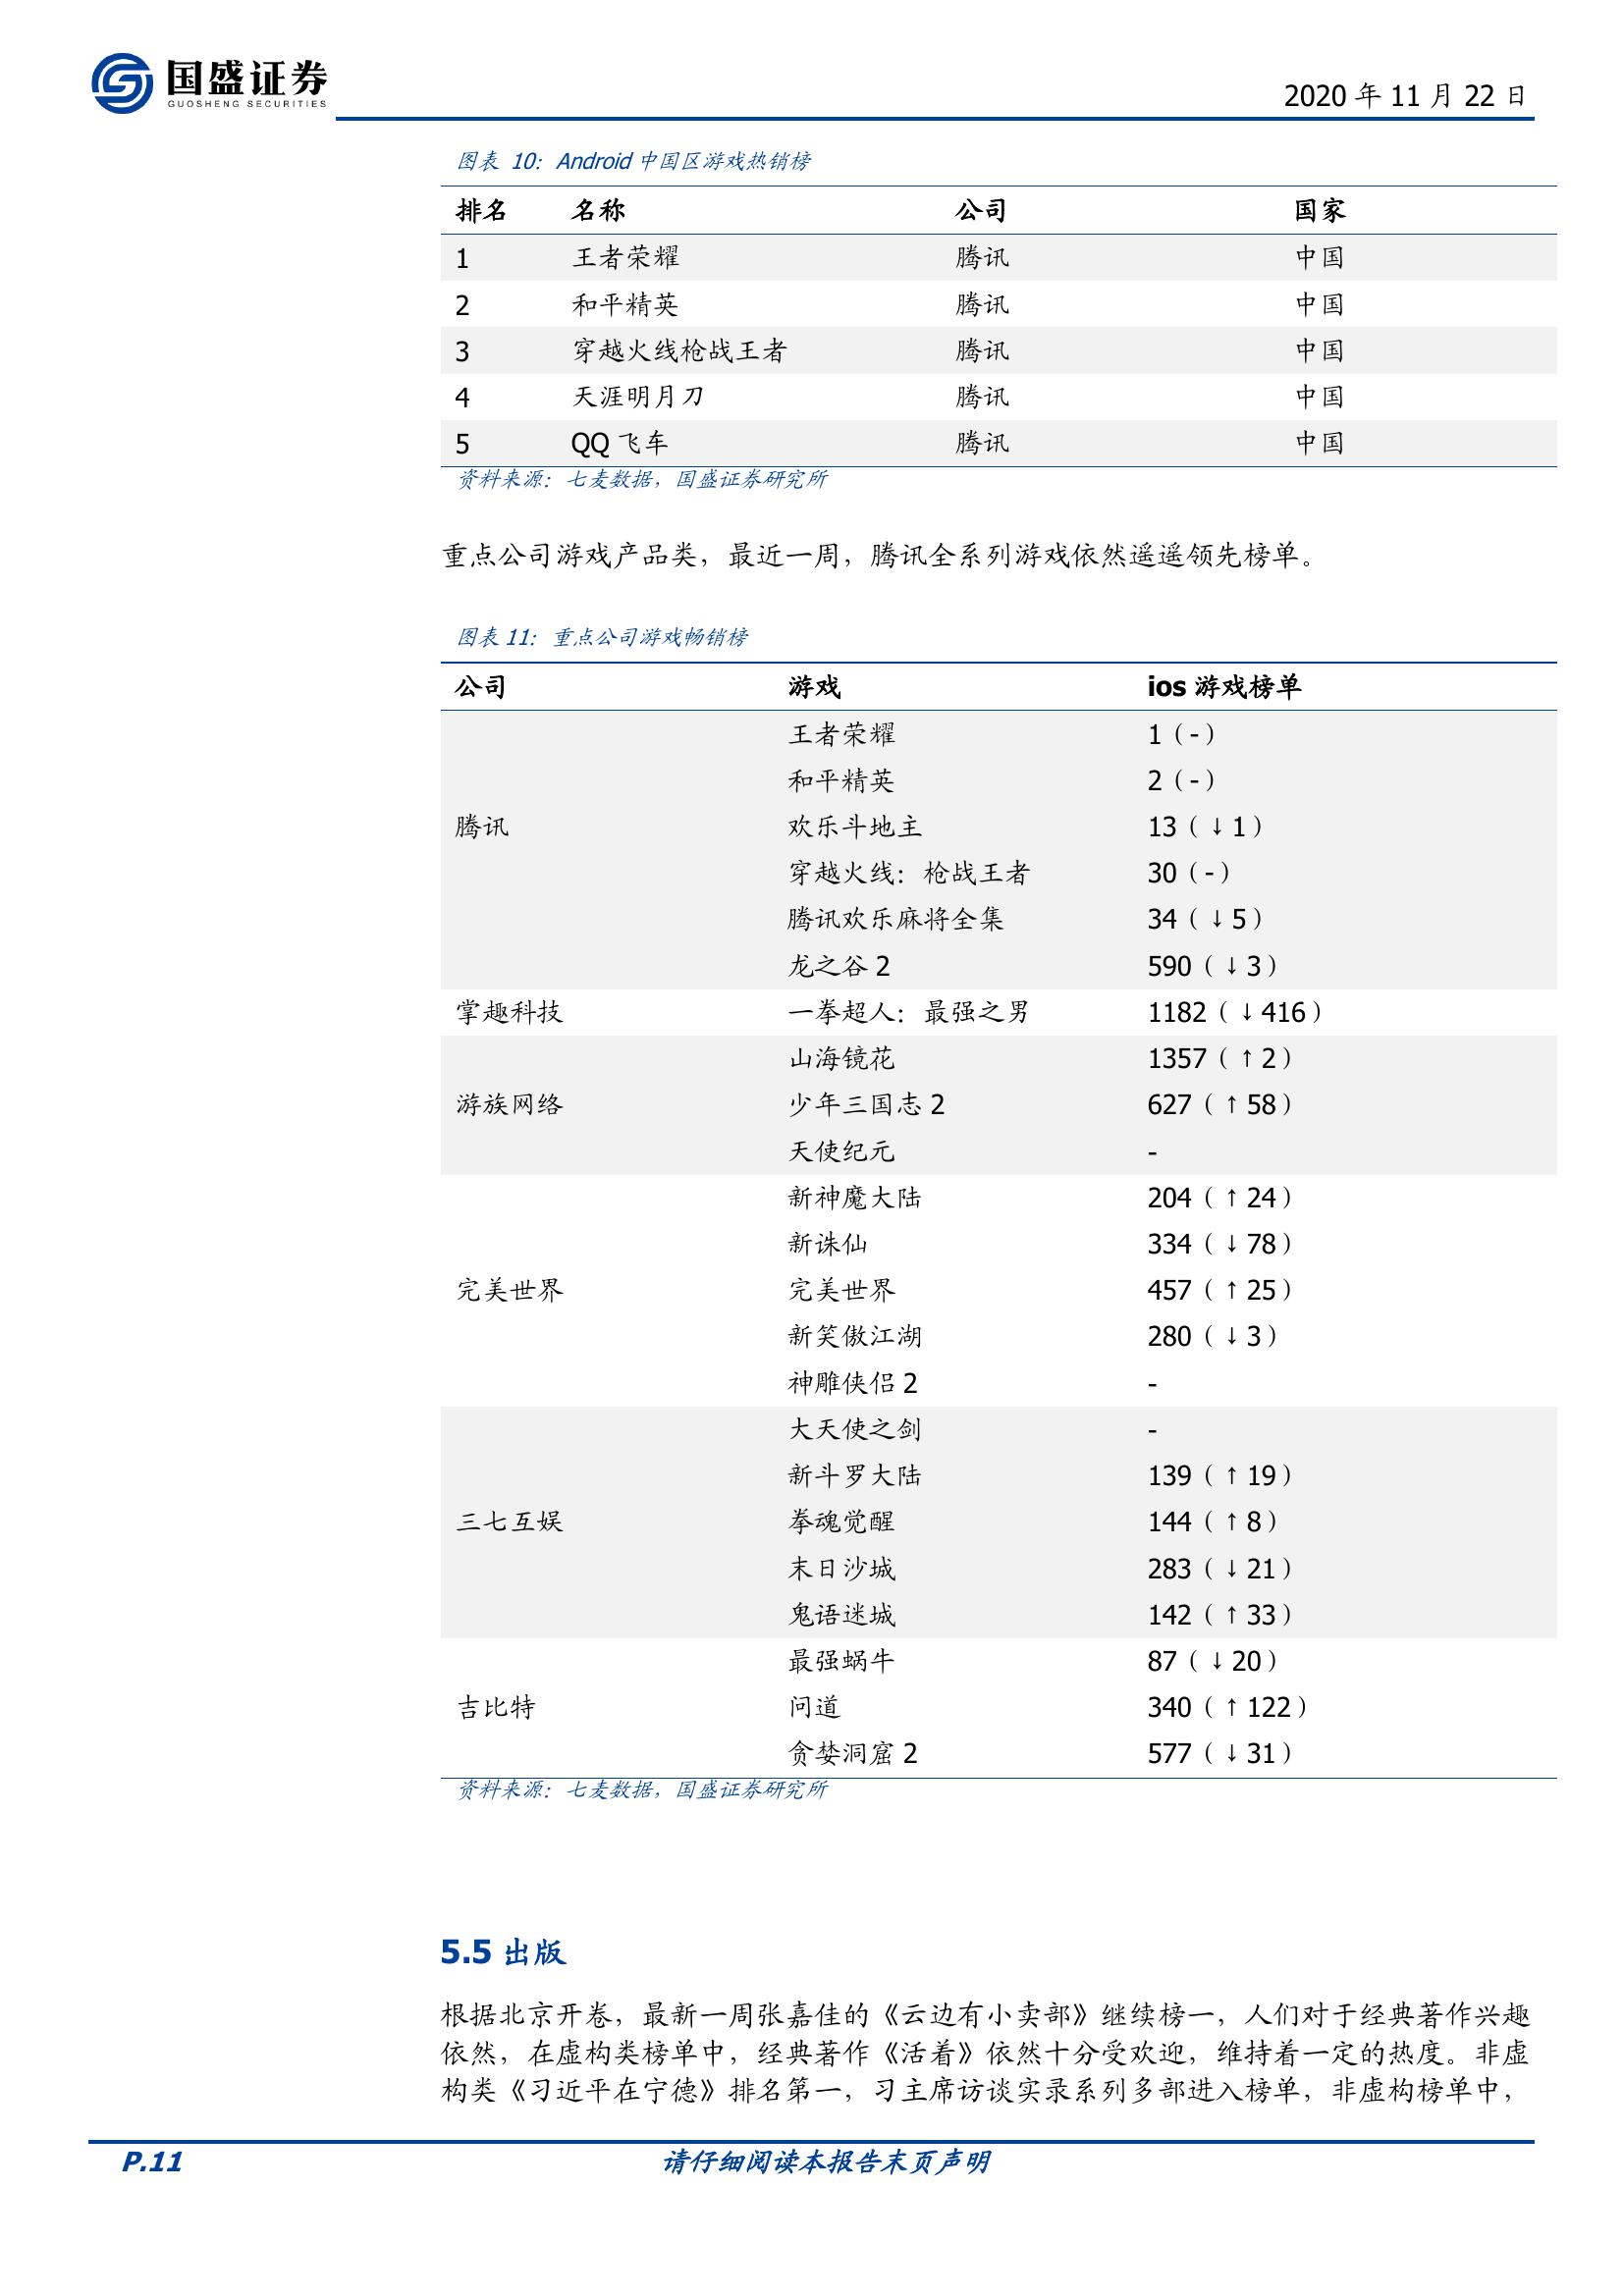 国盛证券
GUOSHENG SECURITIES
2020 年 11 月 22 日
图表 10：Android 中国区游戏热销榜
排名 名称 公司 国家
1 王者荣耀 腾讯 中国
2 和平精英 腾讯 中国
3 穿越火线枪战王者 腾讯 中国
4 天涯明月刀 腾讯 中国
5 QQ 飞车 腾讯 中国
资料来源：七麦数据，国盛证券研究所
重点公司游戏产品类，最近一周，腾讯全系列游戏依然遥遥领先榜单。
图表 11：重点公司游戏畅销榜
公司 游戏 ios 游戏榜单
王者荣耀 1（-）
和平精英 2（-）
腾讯 欢乐斗地主 13（↓1）
穿越火线：枪战王者 30（-）
腾讯欢乐麻将全集 34（↓5）
龙之谷 2 590（↓3）
掌趣科技 一拳超人：最强之男 1182（↓416）
山海镜花 1357（↑2）
游族网络 少年三国志 2 627（↑58）
天使纪元 -
新神魔大陆 204（↑24）
新诛仙 334（↓78）
完美世界 完美世界 457（↑25）
新笑傲江湖 280（↓3）
神雕侠侣 2 -
大天使之剑 -
新斗罗大陆 139（↑19）
三七互娱 拳魂觉醒 144（↑8）
末日沙城 283（↓21）
鬼语迷城 142（↑33）
最强蜗牛 87（↓20）
吉比特 问道 340（↑122）
贪婪洞窟 2 577（↓31）
资料来源：七麦数据，国盛证券研究所
5.5 出版
根据北京开卷，最新一周张嘉佳的《云边有小卖部》继续榜一，人们对于经典著作兴趣
依然，在虚构类榜单中，经典著作《活着》依然十分受欢迎，维持着一定的热度。非虚
构类《习近平在宁德》排名第一，习主席访谈实录系列多部进入榜单，非虚构榜单中，
P.11 请仔细阅读本报告末页声明